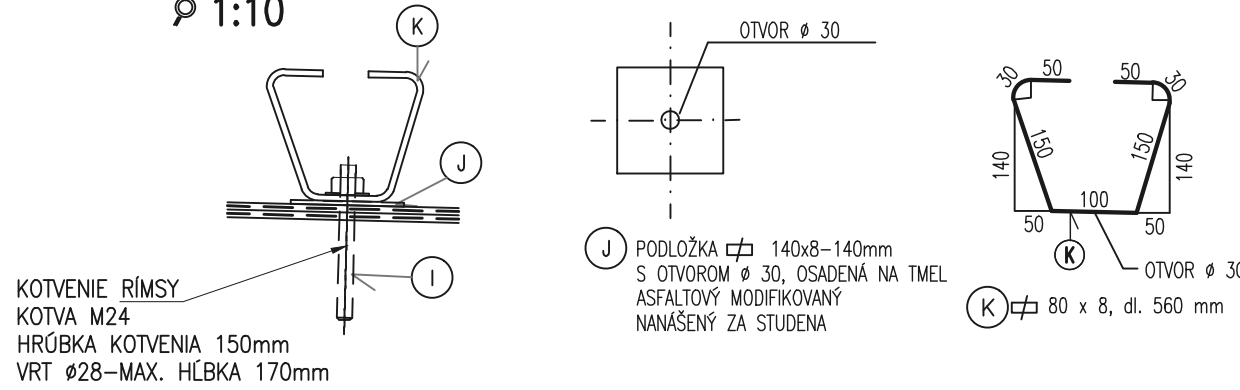 1:10
K
J
I
KOTVENIE RÍMSY
KOTVA M24
HRÚBKA KOTVENIA 150mm
VRT ø28-MAX. HĹBKA 170mm
OTVOR ø 30
J PODLOŽKA 140x8-140mm
S OTVOROM ø 30, OSADENÁ NA TMEL
ASFALTOVÝ MODIFIKOVANÝ
NANÁŠENÝ ZA STUDENA
30 50 50 30
140 150 150 140
100
50 50
K
OTVOR ø 30
K 80 x 8, dl. 560 mm